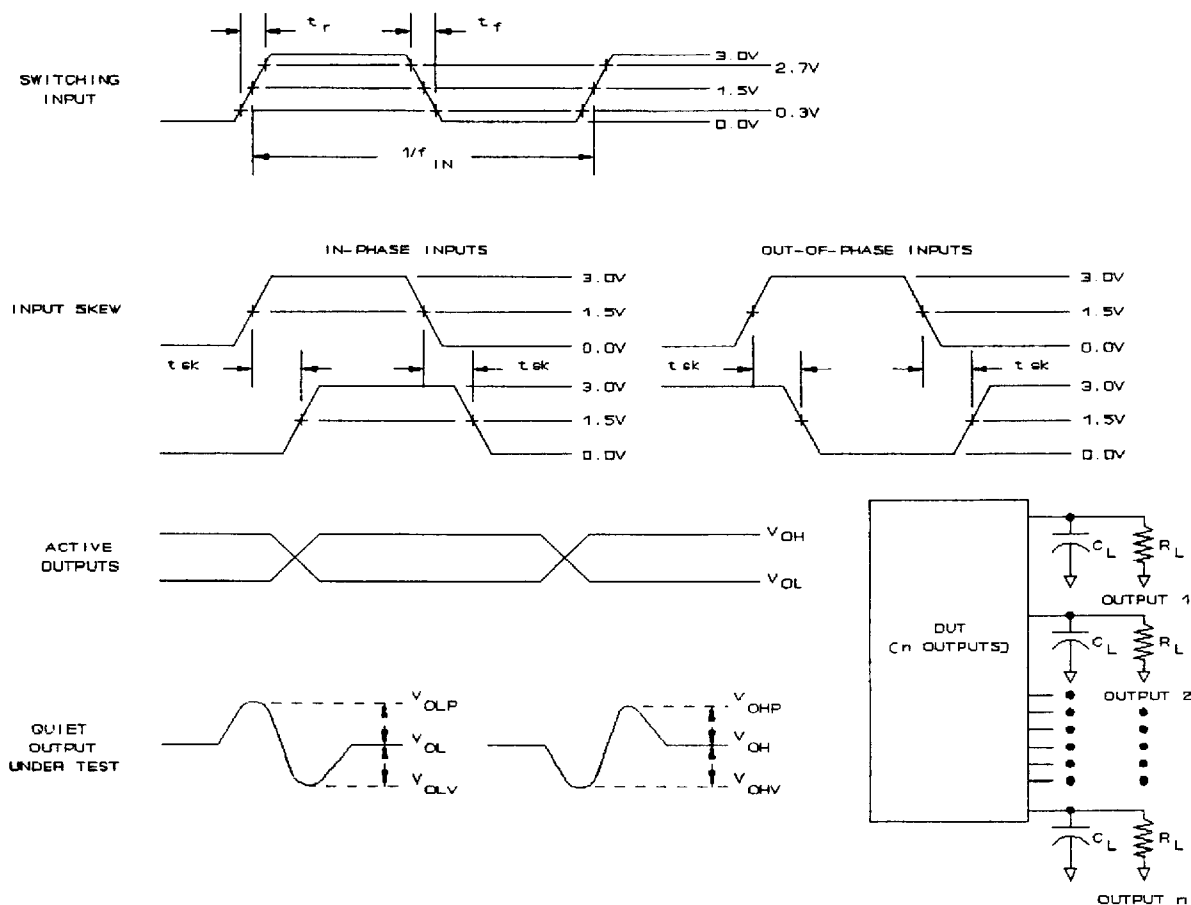 t r
t f
SWITCHING
INPUT
3.0V
2.7V
1.5V
0.3V
0.0V
1/f IN
IN-PHASE INPUTS
OUT-OF-PHASE INPUTS
INPUT SKEW
3.0V
1.5V
0.0V
3.0V
1.5V
0.0V
t sk
t sk
t sk
t sk
3.0V
1.5V
0.0V
3.0V
1.5V
0.0V
ACTIVE
OUTPUTS
V OH
V OL
DUT
(n OUTPUTS)
C L
R L
OUTPUT 1
C L
R L
OUTPUT 2
QUIET
OUTPUT
UNDER TEST
V OLP
V OL
V OLV
V OHP
V OH
V OHV
C L
R L
OUTPUT n